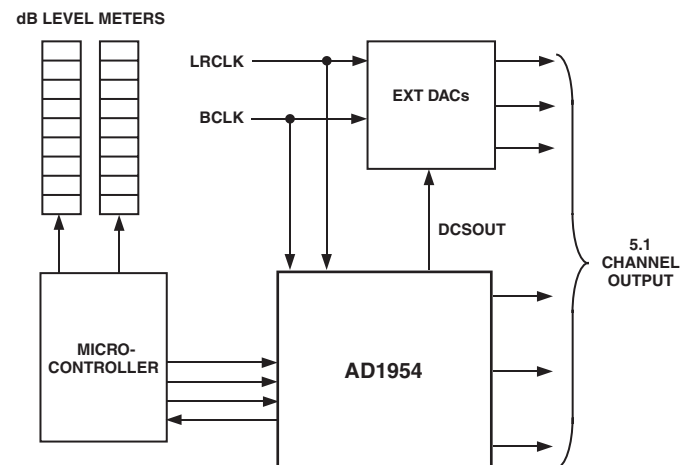 dB LEVEL METERS
LRCLK
BCLK
EXT DACs
DCSOUT
5.1
CHANNEL
OUTPUT
MICRO-
CONTROLLER
AD1954